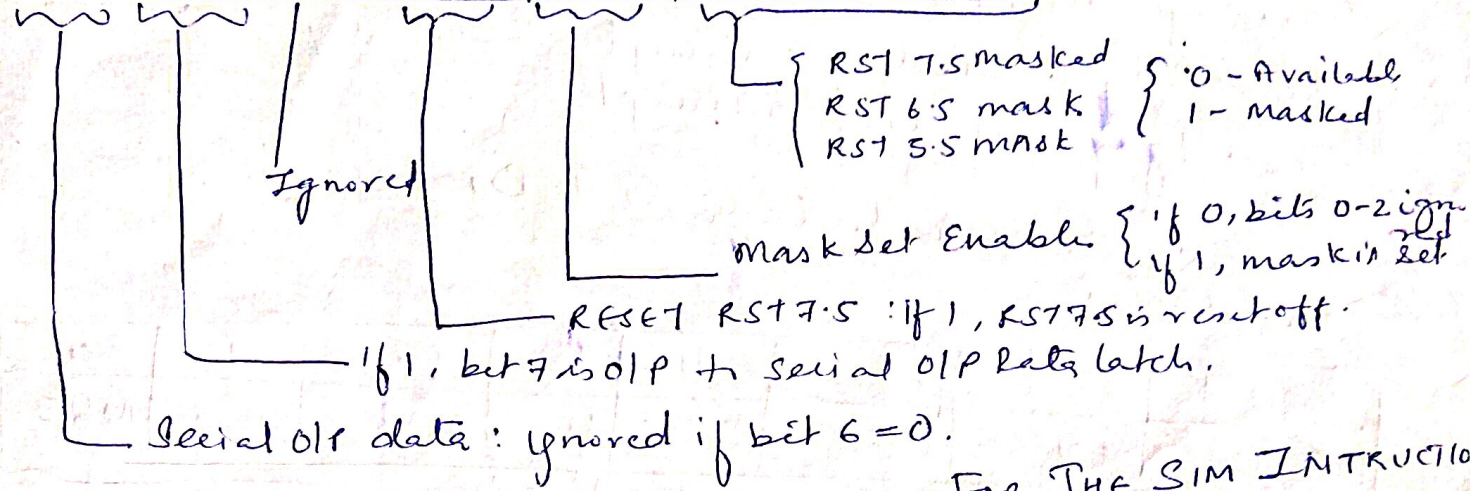 RST 7.5 masked { 0 - Available
RST 6.5 mask 1 - Masked
RST 5.5 mask
Ignored
Mask Set Enable { if 0, bits 0-2 ign
red
if 1, mask is set
RESET RST 7.5 : if 1, RST 7.5 is reset off.
If 1, bit 7 is O/P to serial O/P Data latch.
Serial O/P data : ignored if bit 6 = 0.
THE SIM INTRUCTIO